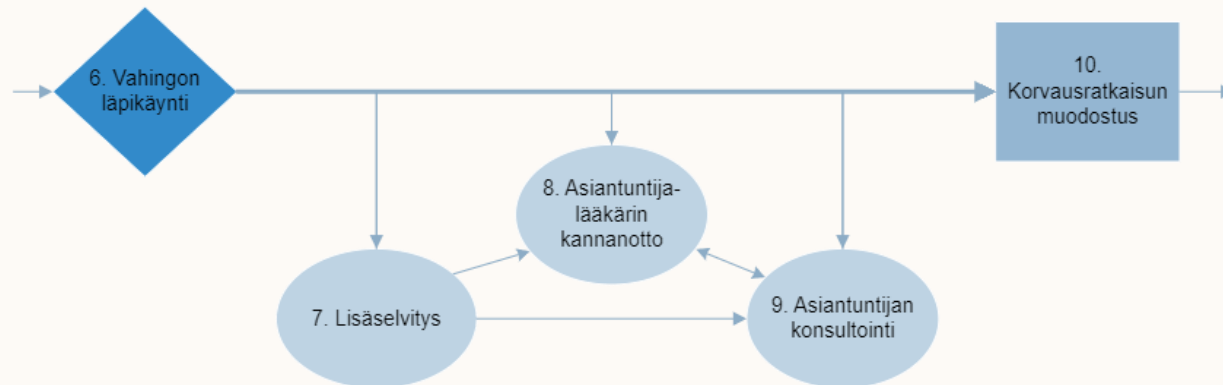 6. Vahingon
läpikäynti
10.
Korvausratkaisun
muodostus
8. Asiantuntija-
lääkärin
kannanotto
7. Lisäselvitys
9. Asiantuntijan
konsultointi